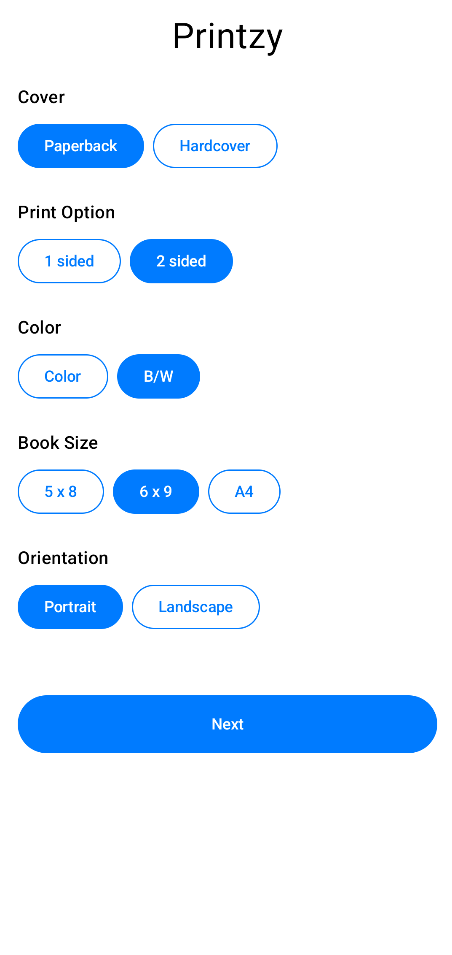 Printzy
Cover
Paperback Hardcover
Print Option
1 sided 2 sided
Color
Color B/W
Book Size
5 x 8 6 x 9 A4
Orientation
Portrait Landscape
Next